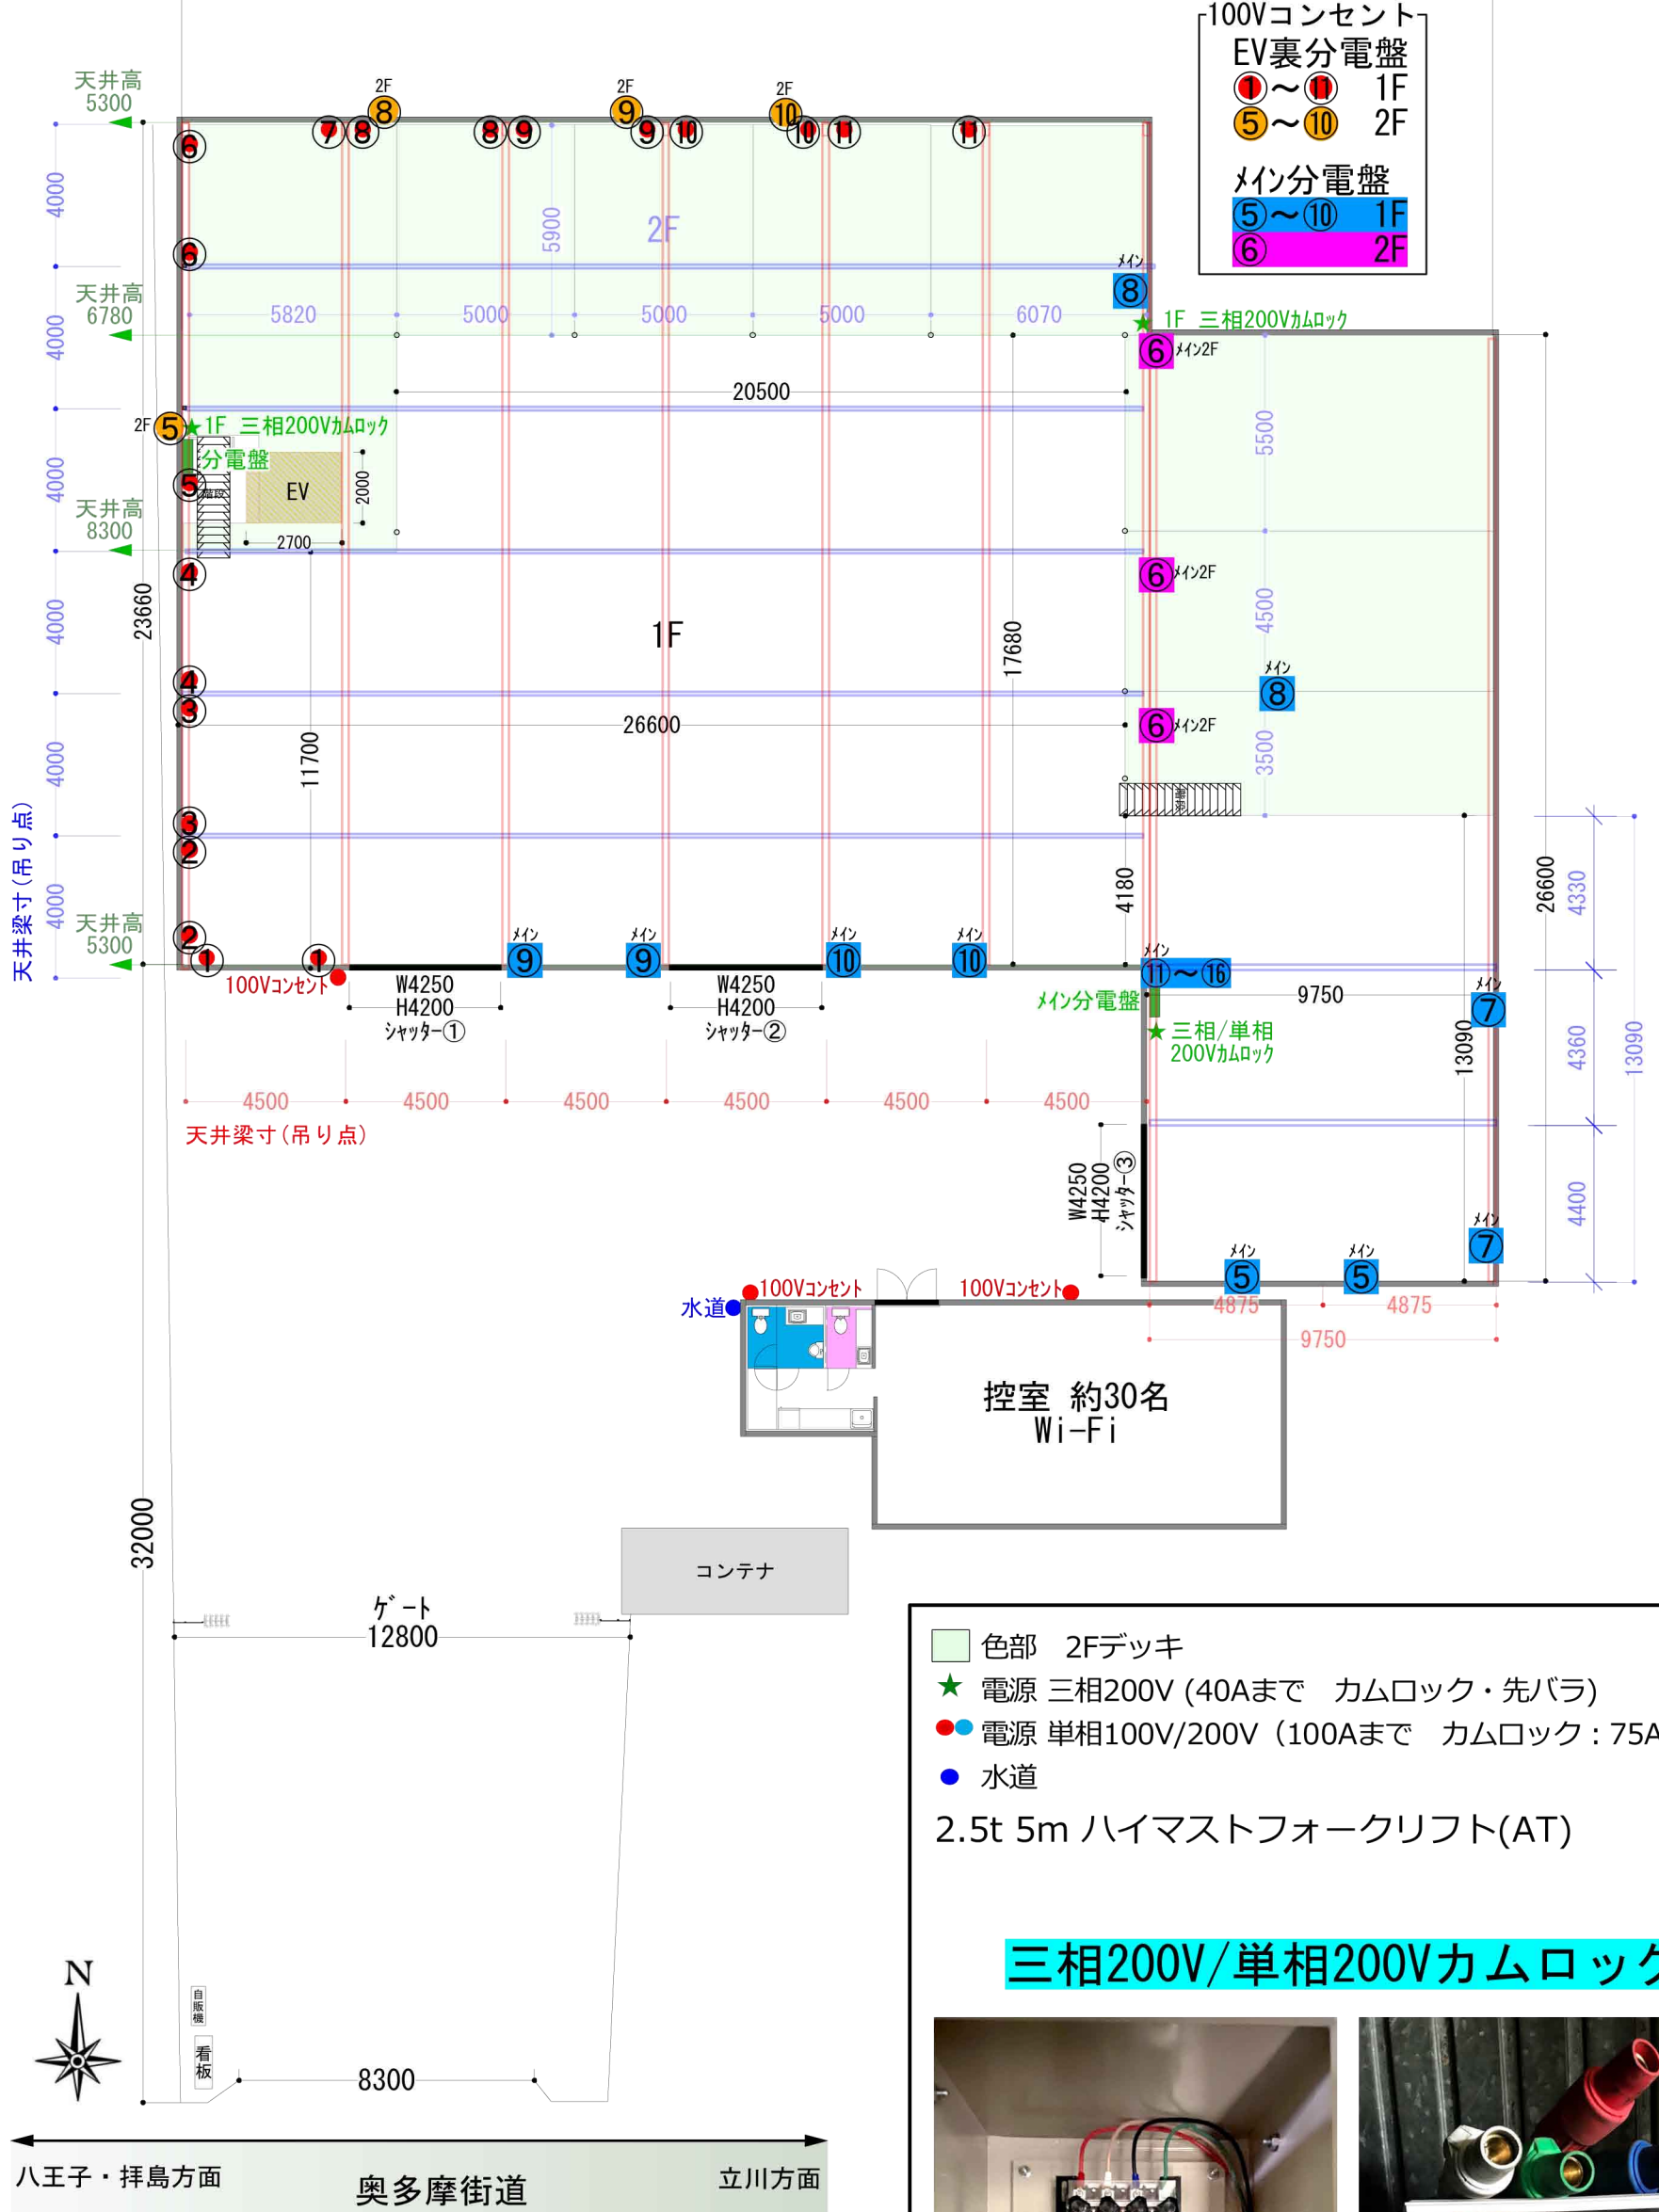 100Vコンセント
EV裏分電盤
①～⑪ 1F
⑤～⑩ 2F
ﾒｲﾝ分電盤
⑤～⑩ 1F
⑥ 2F
天井高
5300
2F
⑧
2F
⑨
2F
⑩
⑥
⑦ ⑧ ⑧ ⑨ ⑨ ⑩ ⑩ ⑪ ⑪
4000
5900
2F
⑥
ﾒｲﾝ
⑧
天井高
6780
5820 5000 5000 5000 6070
1F 三相200Vｶﾑﾛｯｸ
4000
⑥ ﾒｲﾝ2F
20500
2F ⑤ 1F 三相200Vｶﾑﾛｯｸ
5500
分電盤
4000
⑤ 階段
EV
2000
天井高
8300
2700
④
⑥ ﾒｲﾝ2F
23660
4000
1F
17680
4500
④
ﾒｲﾝ
⑧
③
26600
⑥ ﾒｲﾝ2F
4000
11700
3500
階段
③
②
天井梁寸(吊り点)
4000
4180
26600
4330
天井高
5300
②
① ①
ﾒｲﾝ
⑨
ﾒｲﾝ
⑨
ﾒｲﾝ
⑩
ﾒｲﾝ
⑩
ﾒｲﾝ
⑪～⑯
100Vコンセント
W4250
H4200
ｼｬｯﾀｰ①
W4250
H4200
ｼｬｯﾀｰ②
ﾒｲﾝ分電盤
9750
ﾒｲﾝ
⑦
三相/単相
200Vｶﾑﾛｯｸ
13090
4360
13090
4500 4500 4500 4500 4500 4500
天井梁寸(吊り点)
W4250
H4200
ｼｬｯﾀｰ③
4400
ﾒｲﾝ
⑦
ﾒｲﾝ
⑤
ﾒｲﾝ
⑤
100Vコンセント
100Vコンセント
水道
4875 4875
9750
控室 約30名
Wi-Fi
32000
コンテナ
ｹﾞｰﾄ
12800
色部 2Fデッキ
電源 三相200V (40Aまで カムロック・先バラ)
電源 単相100V/200V（100Aまで カムロック：75A
水道
2.5t 5m ハイマストフォークリフト(AT)
三相200V/単相200Vカムロック
N
自販機
看板
8300
八王子・拝島方面
奥多摩街道
立川方面